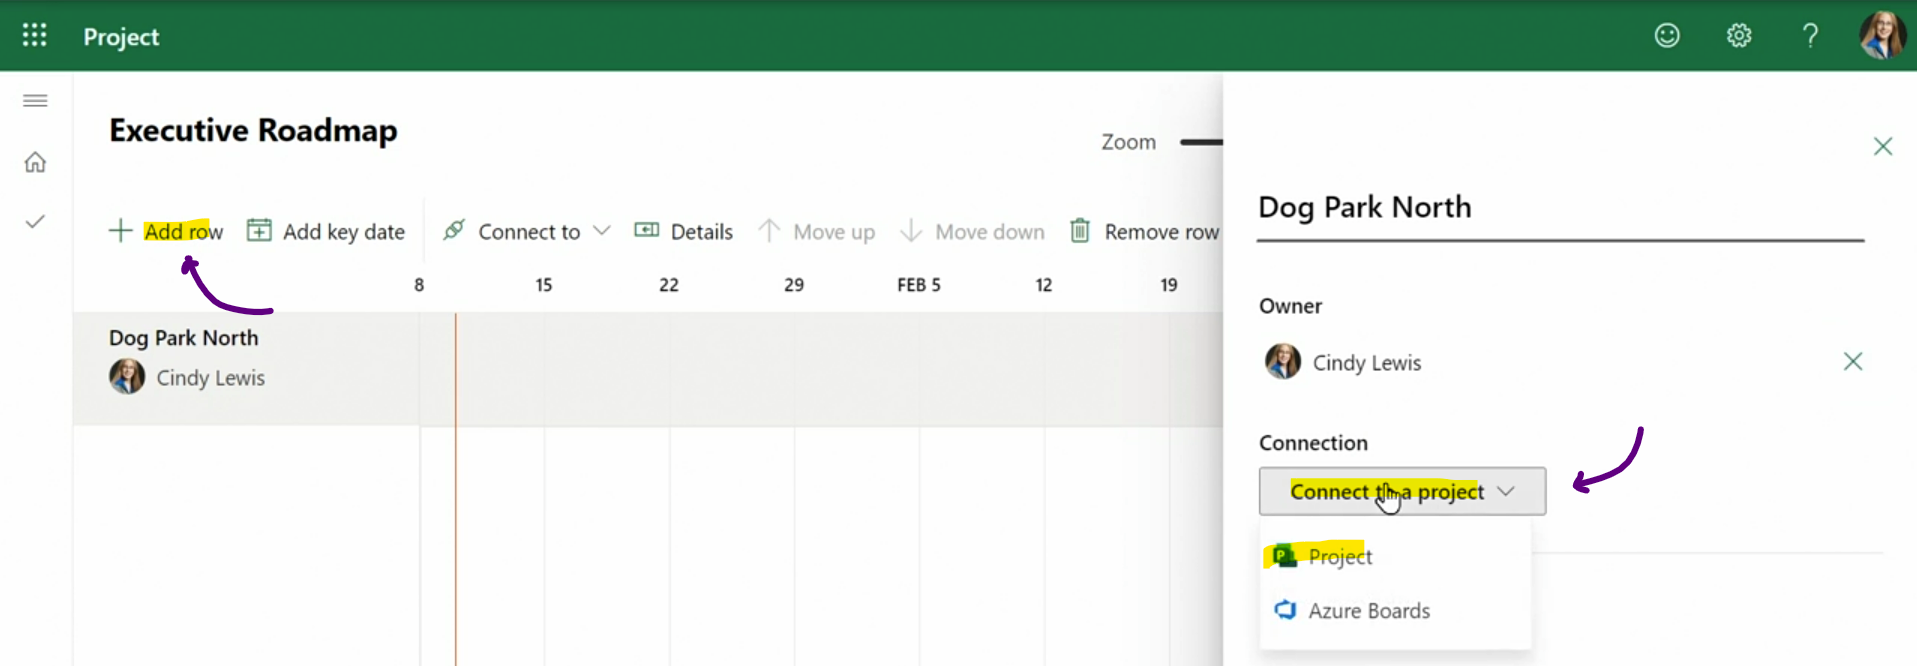 Project
Executive Roadmap
Zoom
Add row
Add key date
Connect to
Details
Move up
Move down
Remove row
8 15 22 29 FEB 5 12 19
Dog Park North
Cindy Lewis
Dog Park North
Owner
Cindy Lewis
Connection
Connect to a project
Project
Azure Boards